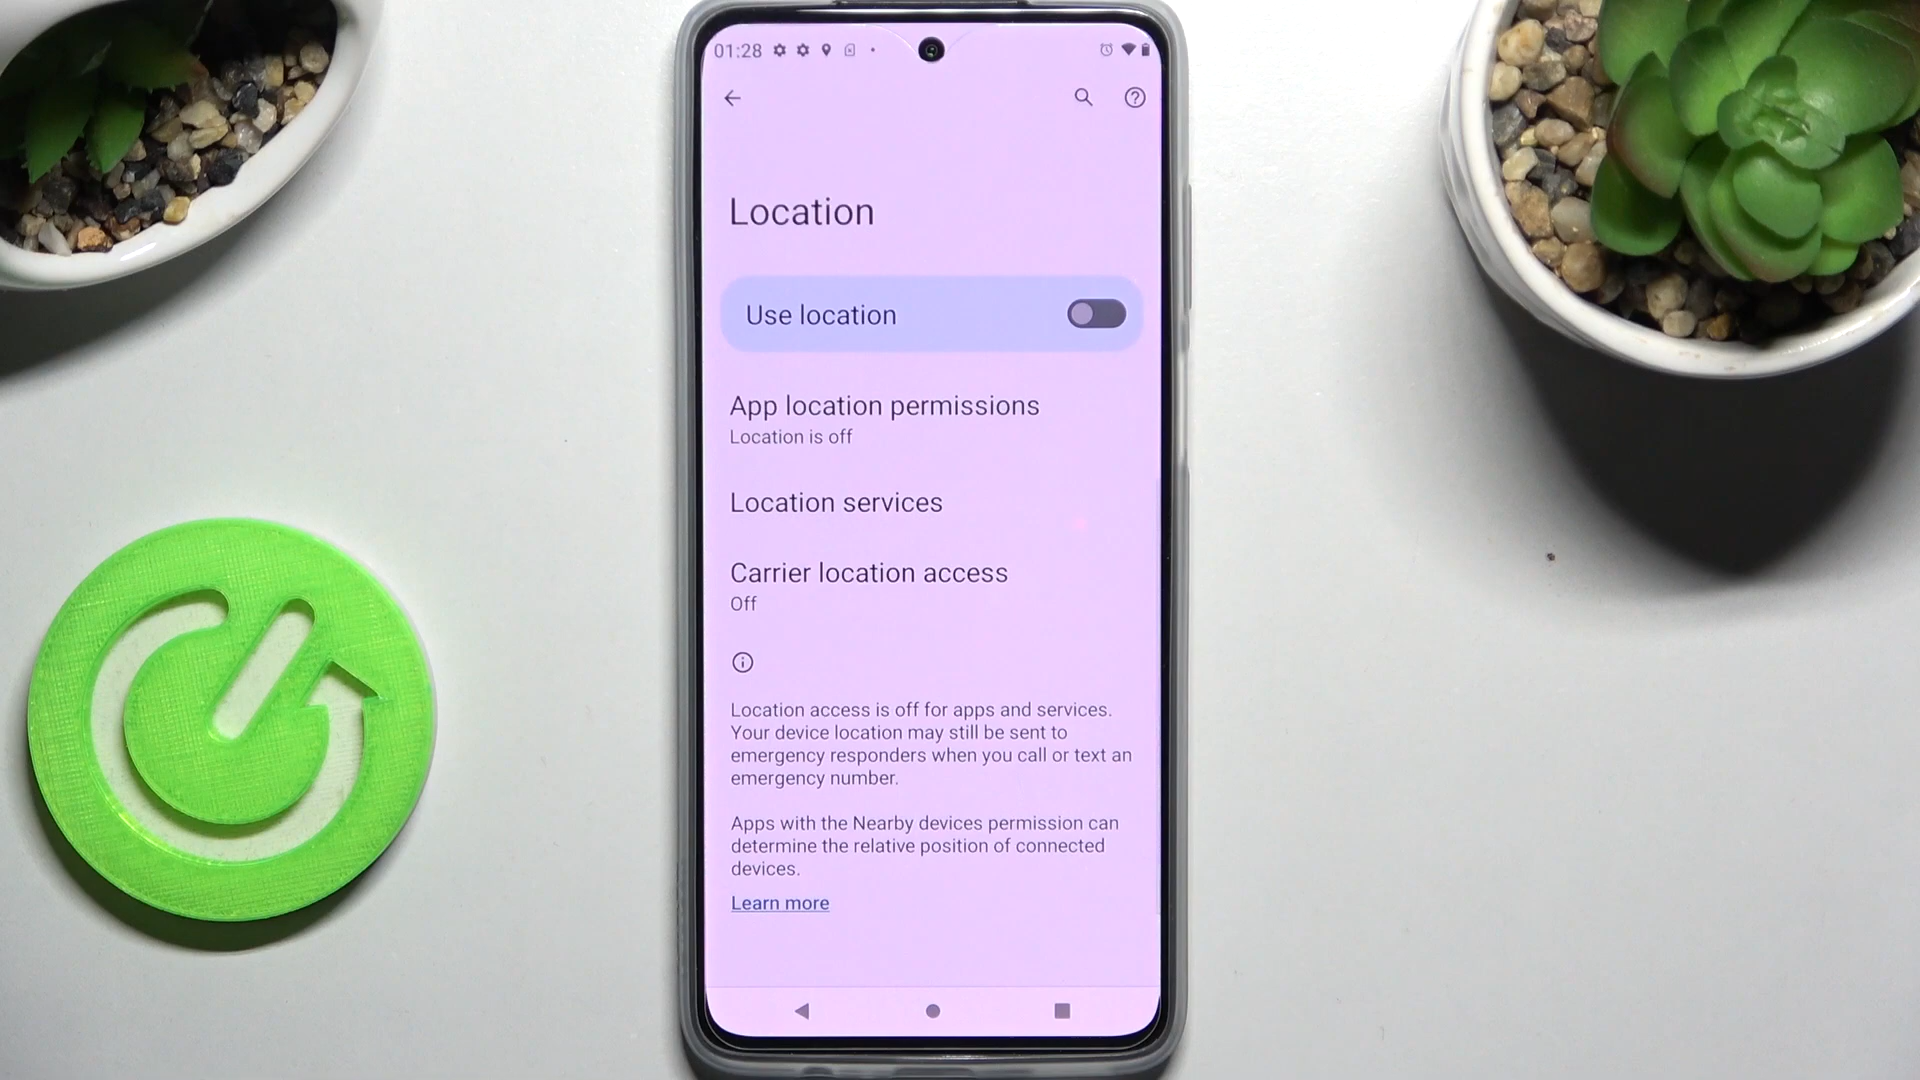 01:28
Location
Use location
App location permissions
Location is off
Location services
Carrier location access
Off
Location access is off for apps and services.
Your device location may still be sent to
emergency responders when you call or text an
emergency number.
Apps with the Nearby devices permission can
determine the relative position of connected
devices.
Learn more